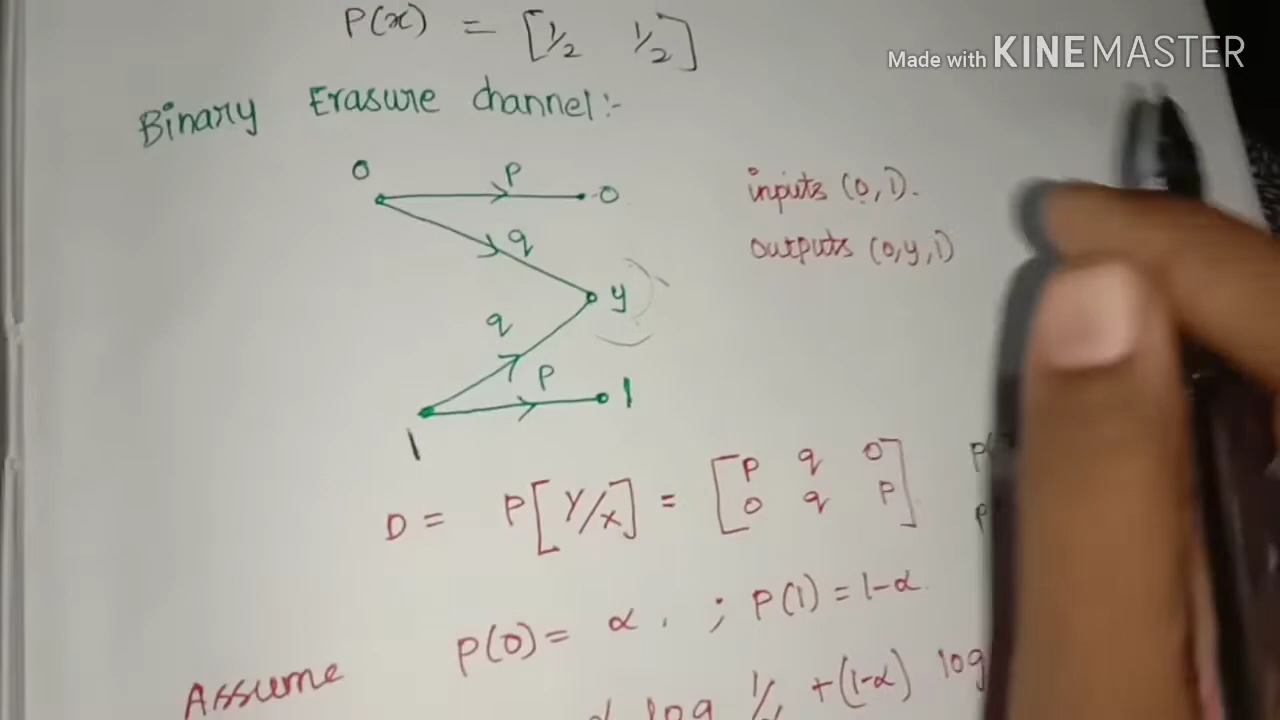 P(x) = [1/2 1/2]
Made with KINEMASTER
Binary Erasure channel:-
0 p 0
q
y
q
p 1
1
inputs (0,1).
outputs (0,y,1)
D = P[Y/X] = [p q 0
0 q p]
Assume P(0) = α . ; P(1) = 1-α
+(1-α) log
log